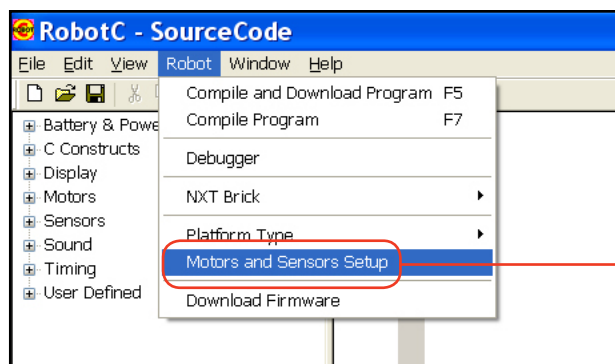 RobotC - SourceCode
File Edit View Robot Window Help
Compile and Download Program F5
Compile Program F7
Debugger
NXT Brick
Platform Type
Motors and Sensors Setup
Download Firmware
Battery & Powe
C Constructs
Display
Motors
Sensors
Sound
Timing
User Defined